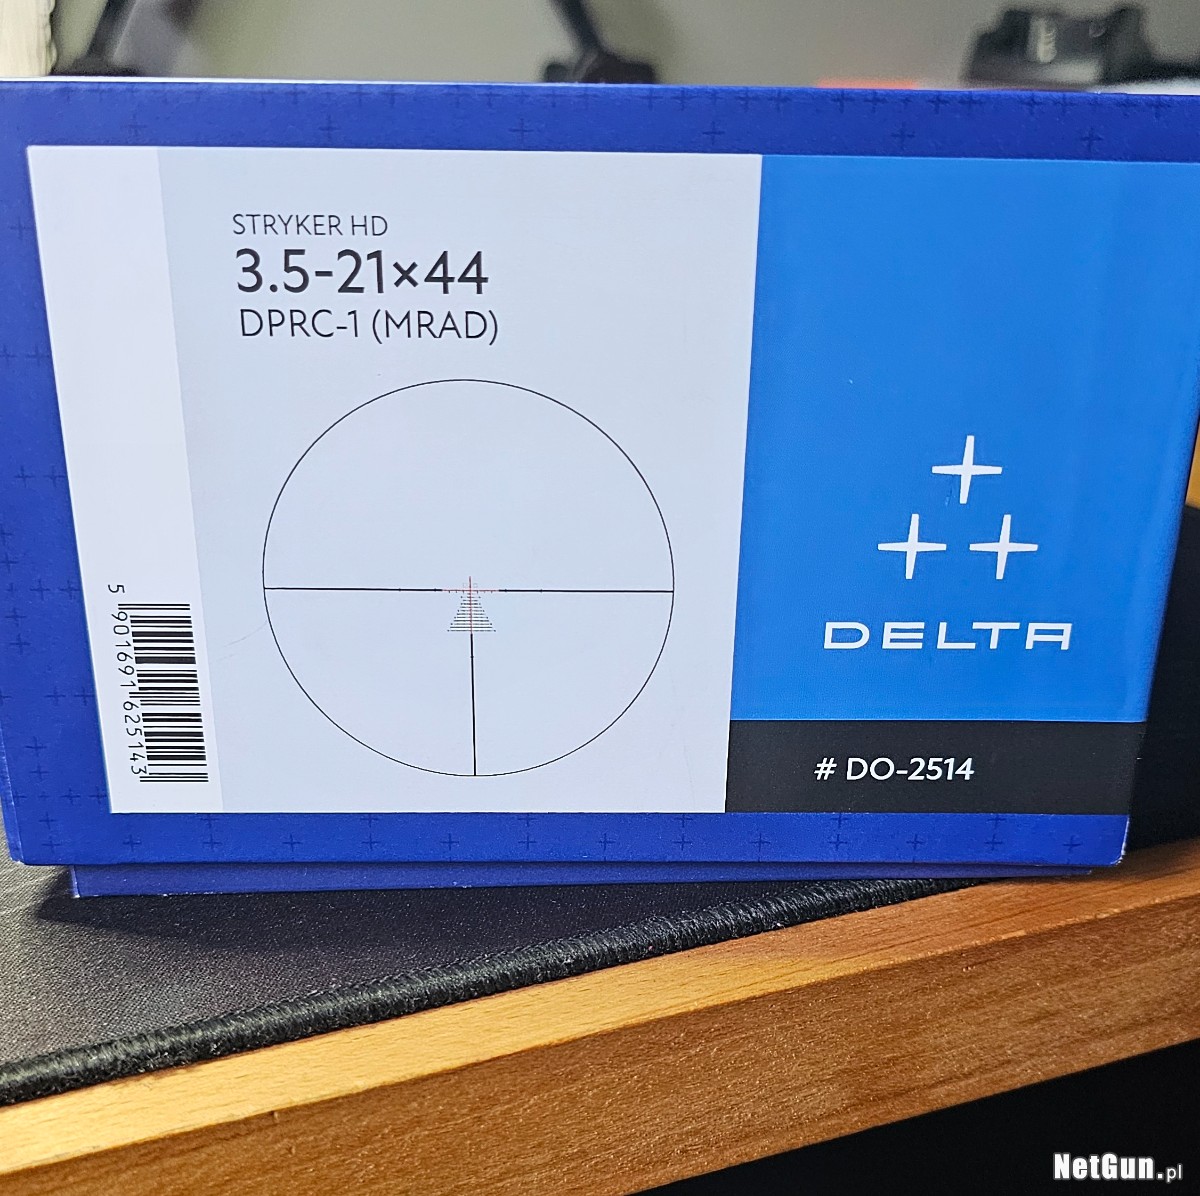 STRYKER HD
3.5-21×44
DPRC-1 (MRAD)
5 901691 625143
DELTA
# DO-2514
NetGun.pl